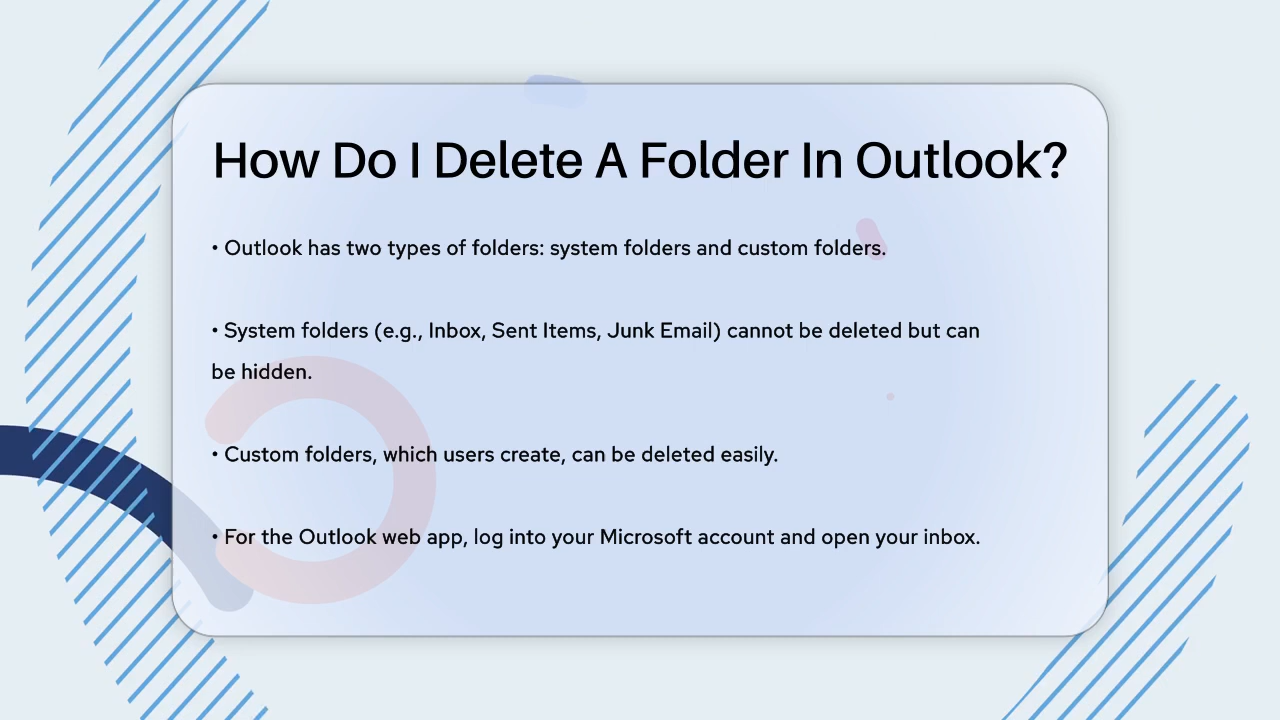 How Do I Delete A Folder In Outlook?
• Outlook has two types of folders: system folders and custom folders.
• System folders (e.g., Inbox, Sent Items, Junk Email) cannot be deleted but can
be hidden.
• Custom folders, which users create, can be deleted easily.
• For the Outlook web app, log into your Microsoft account and open your inbox.